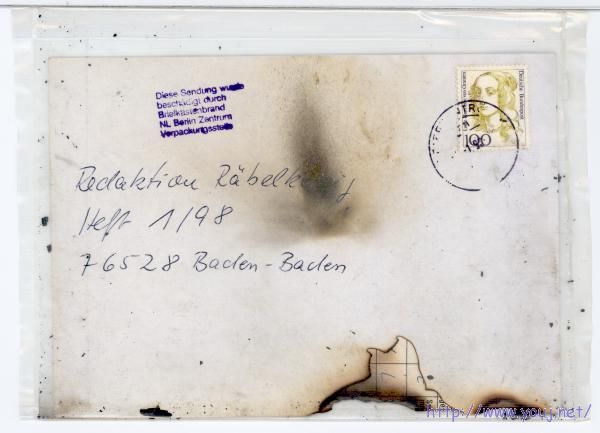 Diese Sendung wurde
beschädigt durch
Briefkastenbrand
NL Berlin Zentrum
Verpackungsstelle
Deutsche Bundespost
100
Redaktion
Heft 1/98
76528 Baden-Baden
http://www.youj.net/